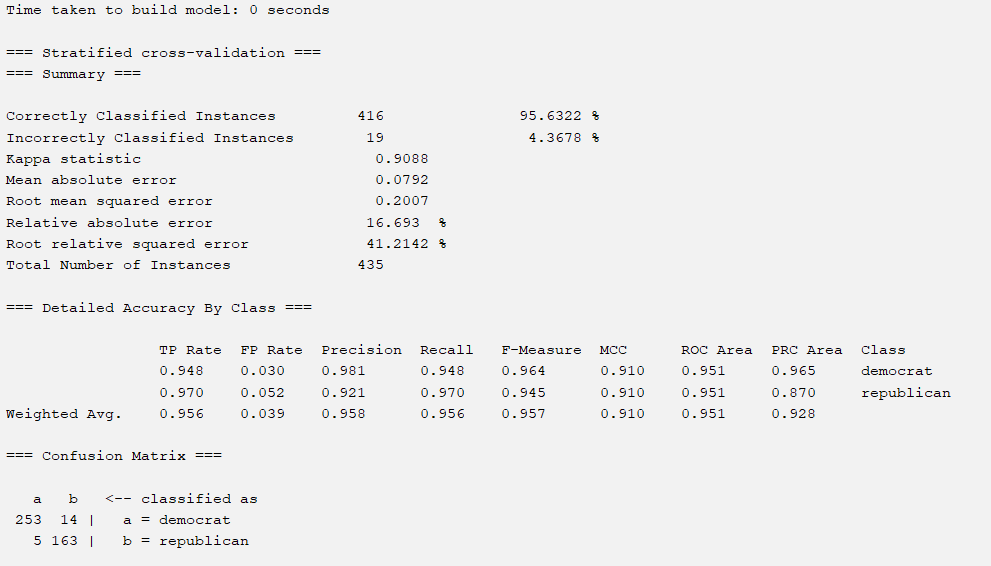 Time taken to build model: 0 seconds
=== Stratified cross-validation ===
=== Summary ===
Correctly Classified Instances 416 95.6322 %
Incorrectly Classified Instances 19 4.3678 %
Kappa statistic 0.9088
Mean absolute error 0.0792
Root mean squared error 0.2007
Relative absolute error 16.693 %
Root relative squared error 41.2142 %
Total Number of Instances 435
=== Detailed Accuracy By Class ===
TP Rate FP Rate Precision Recall F-Measure MCC ROC Area PRC Area Class
0.948 0.030 0.981 0.948 0.964 0.910 0.951 0.965 democrat
0.970 0.052 0.921 0.970 0.945 0.910 0.951 0.870 republican
Weighted Avg. 0.956 0.039 0.958 0.956 0.957 0.910 0.951 0.928
=== Confusion Matrix ===
a b <-- classified as
253 14 | a = democrat
5 163 | b = republican